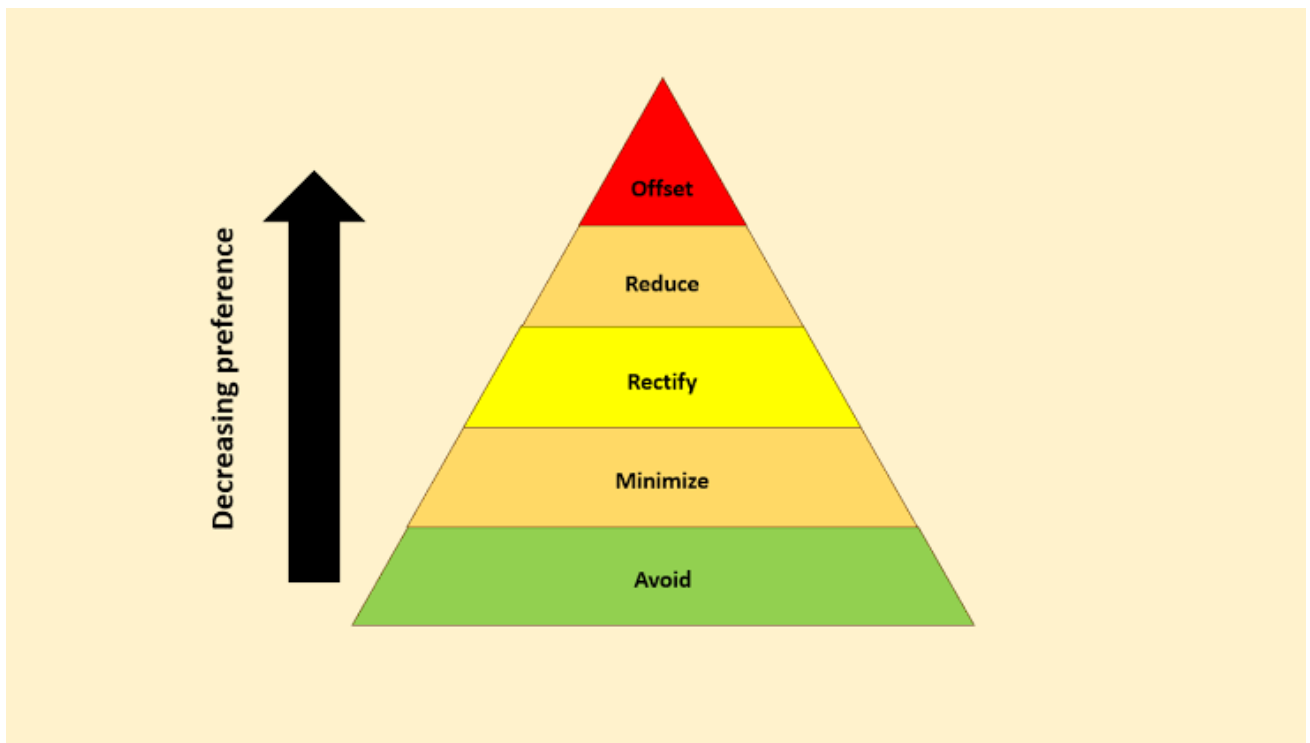 Decreasing preference
Offset
Reduce
Rectify
Minimize
Avoid